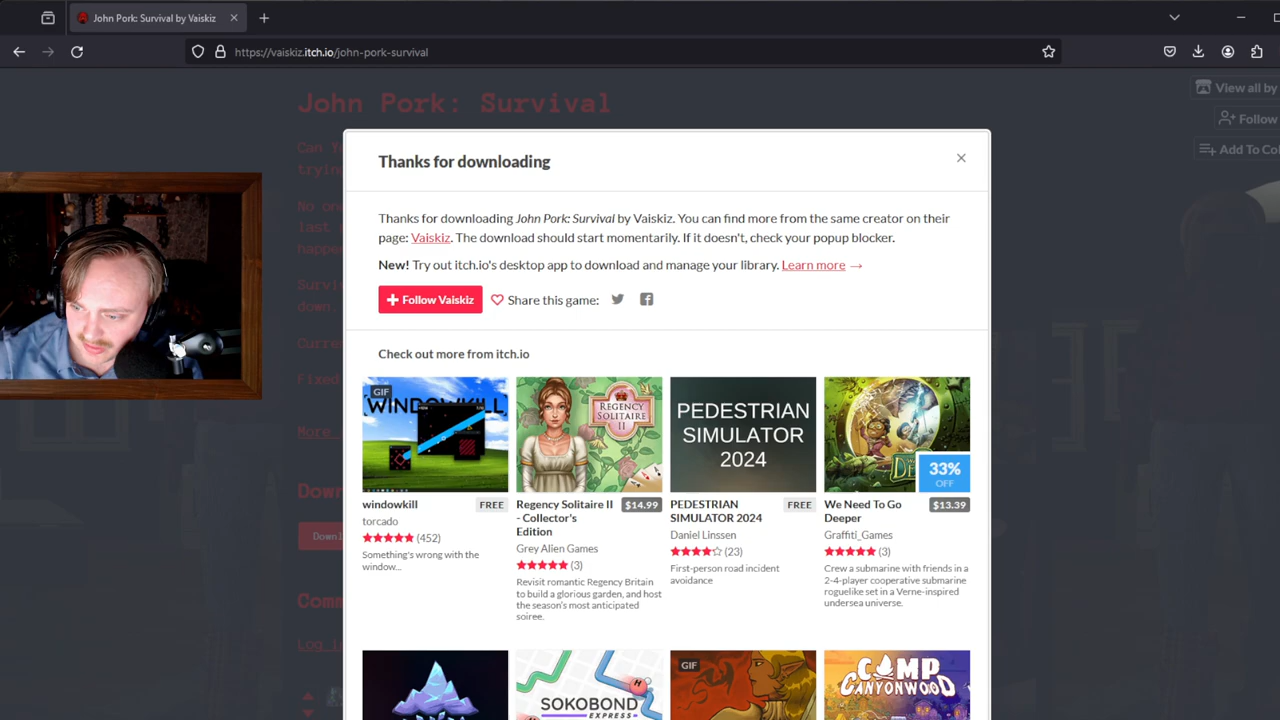 John Pork: Survival by Vaiskiz
https://vaiskiz.itch.io/john-pork-survival
View all by
Follow
Add To Co
John Pork: Survival
Thanks for downloading
Thanks for downloading John Pork: Survival by Vaiskiz. You can find more from the same creator on their
page: Vaiskiz. The download should start momentarily. If it doesn't, check your popup blocker.
New! Try out itch.io's desktop app to download and manage your library. Learn more →
Follow Vaiskiz
Share this game:
Check out more from itch.io
GIF
WINDOWKILL
REGENCY
SOLITAIRE
II
PEDESTRIAN
SIMULATOR
2024
33%
OFF
windowkill
FREE
torcado
(452)
Something's wrong with the
window...
Regency Solitaire II
- Collector's
Edition
$14.99
Grey Alien Games
(3)
Revisit romantic Regency Britain
to build a glorious garden, and host
the season's most anticipated
soiree.
PEDESTRIAN
SIMULATOR 2024
FREE
Daniel Linssen
(23)
First-person road incident
avoidance
We Need To Go
Deeper
$13.39
Graffiti_Games
(3)
Crew a submarine with friends in a
2-4-player cooperative submarine
roguelike set in a Verne-inspired
undersea universe.
SOKOBOND
EXPRESS
GIF
CAMP
CANYONWOOD